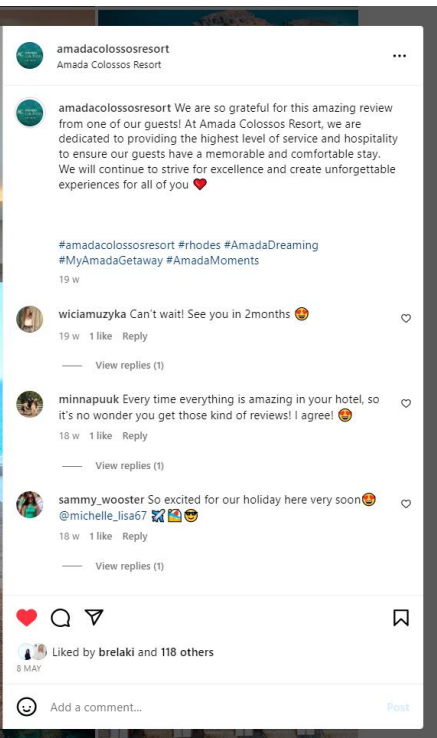 amadacolossosresort
Amada Colossos Resort
amadacolossosresort We are so grateful for this amazing review
from one of our guests! At Amada Colossos Resort, we are
dedicated to providing the highest level of service and hospitality
to ensure our guests have a memorable and comfortable stay.
We will continue to strive for excellence and create unforgettable
experiences for all of you ❤️
#amadacolossosresort #rhodes #AmadaDreaming
#MyAmadaGetaway #AmadaMoments
19 w
wiciamuzyka Can't wait! See you in 2months 😍
19 w 1 like Reply
View replies (1)
minnapuuk Every time everything is amazing in your hotel, so
it's no wonder you get those kind of reviews! I agree! 😍
18 w 1 like Reply
View replies (1)
sammy_wooster So excited for our holiday here very soon😍
@michelle_lisa67 ✈️🏖️😎
18 w 1 like Reply
View replies (1)
Liked by brelaki and 118 others
8 MAY
Add a comment...
Post